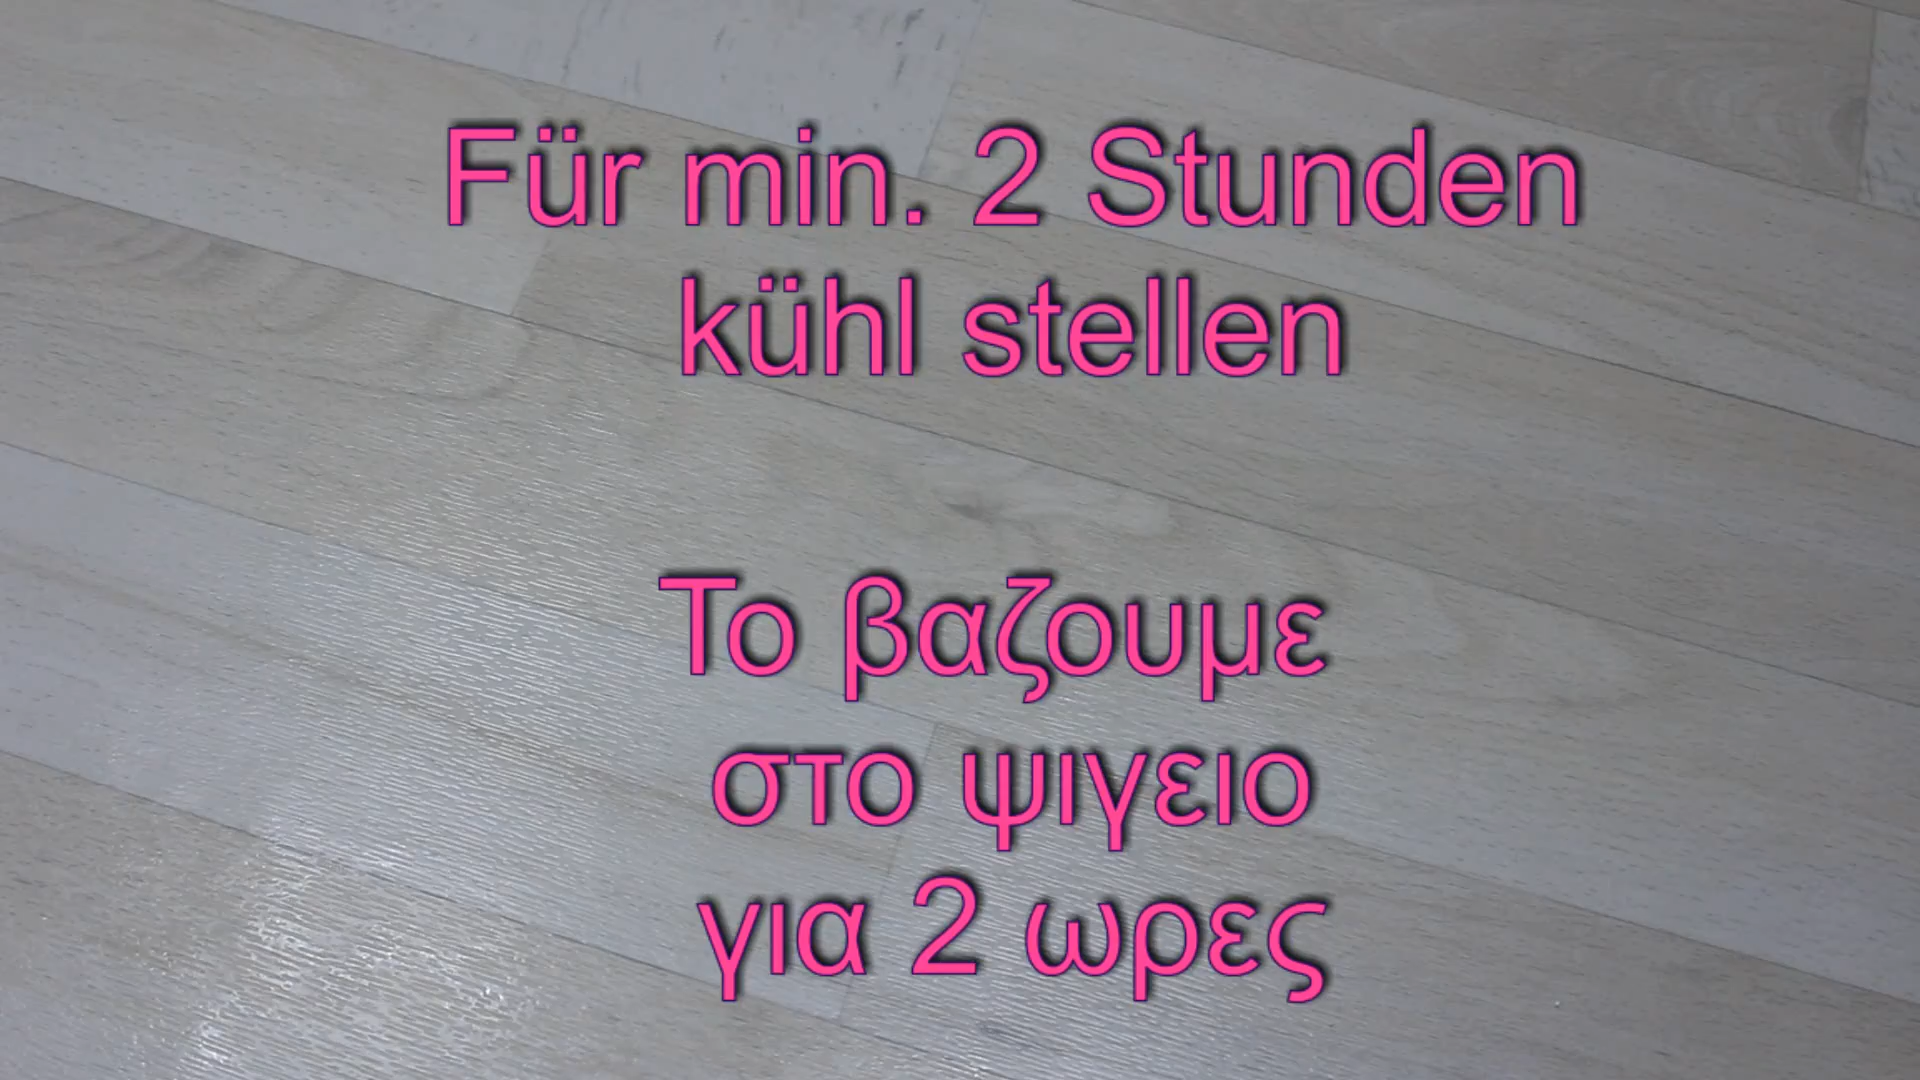 Für min. 2 Stunden
kühl stellen
Το βαζουμε
στο ψιγειο
για 2 ωρες